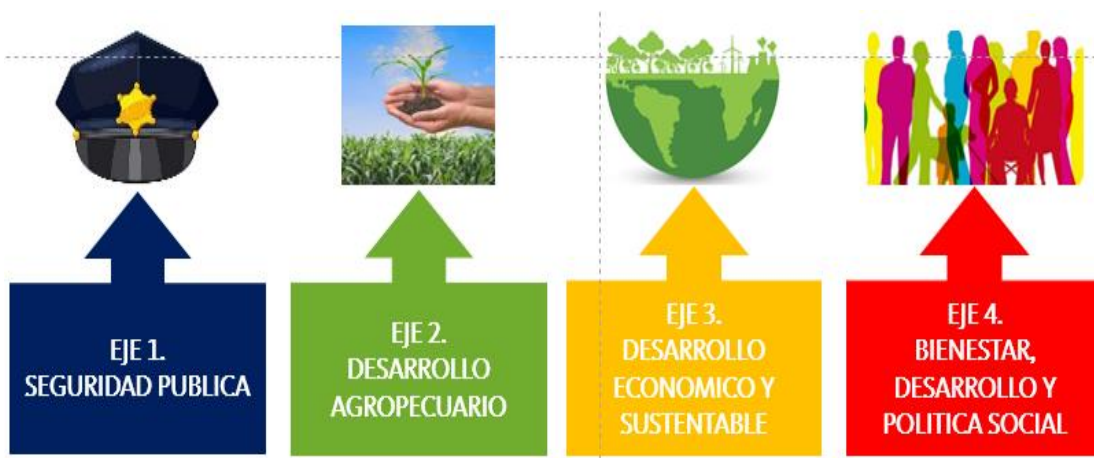 EJE 1.
SEGURIDAD PUBLICA
EJE 2.
DESARROLLO
AGROPECUARIO
EJE 3.
DESARROLLO
ECONOMICO Y
SUSTENTABLE
EJE 4.
BIENESTAR,
DESARROLLO Y
POLITICA SOCIAL